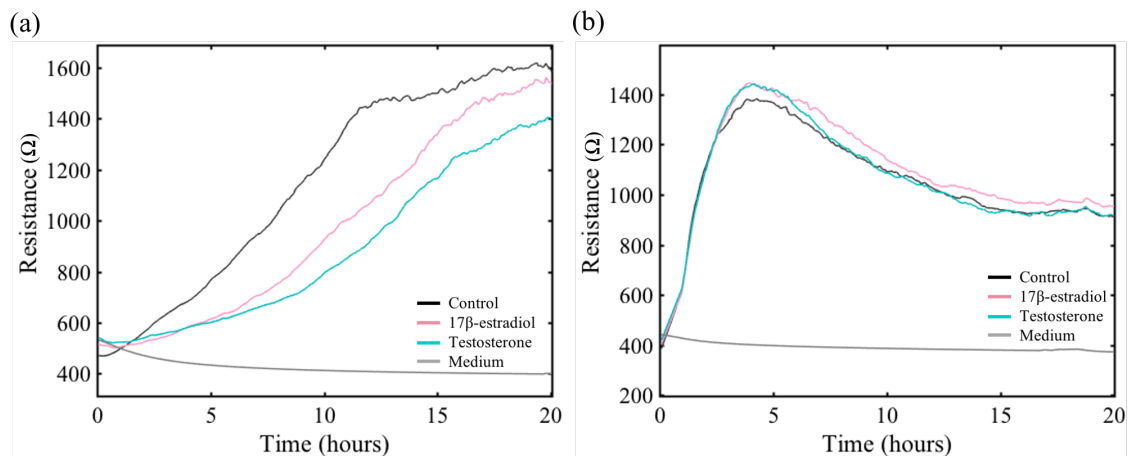 (a)
1600
1400
1200
1000
800
600
400
Resistance (Ω)
0
5
10
15
20
Time (hours)
Control
17β-estradiol
Testosterone
Medium
(b)
1400
1200
1000
800
600
400
200
Resistance (Ω)
0
5
10
15
20
Time (hours)
Control
17β-estradiol
Testosterone
Medium